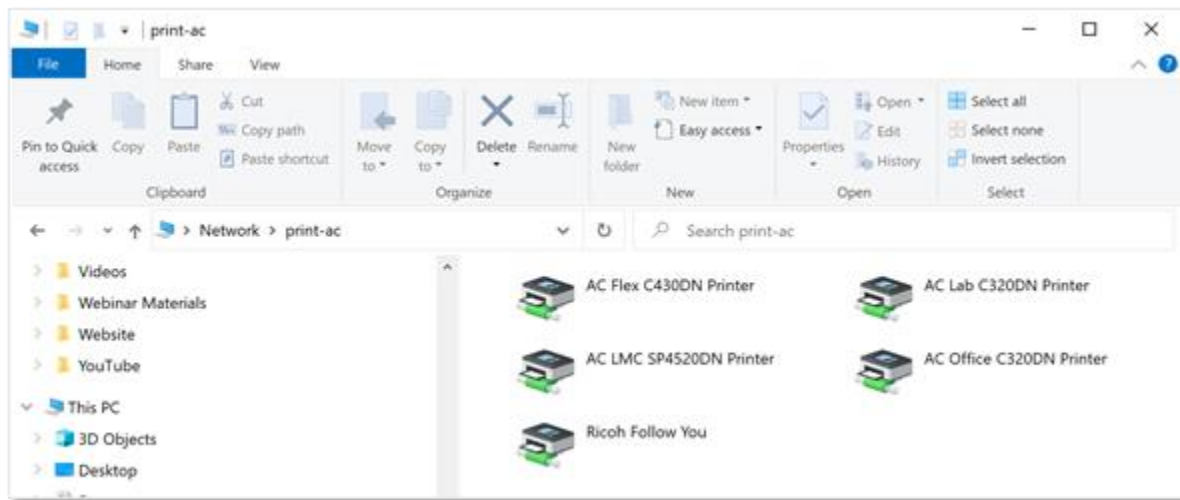 print-ac
File Home Share View
Pin to Quick access
Copy
Paste
Cut
Copy path
Paste shortcut
Clipboard
Move to
Copy to
Delete
Rename
Organize
New folder
New item
Easy access
New
Properties
Open
Edit
History
Open
Select all
Select none
Invert selection
Select
Network > print-ac
Search print-ac
Videos
Webinar Materials
Website
YouTube
This PC
3D Objects
Desktop
AC Flex C430DN Printer
AC Lab C320DN Printer
AC LMC SP4520DN Printer
AC Office C320DN Printer
Ricoh Follow You